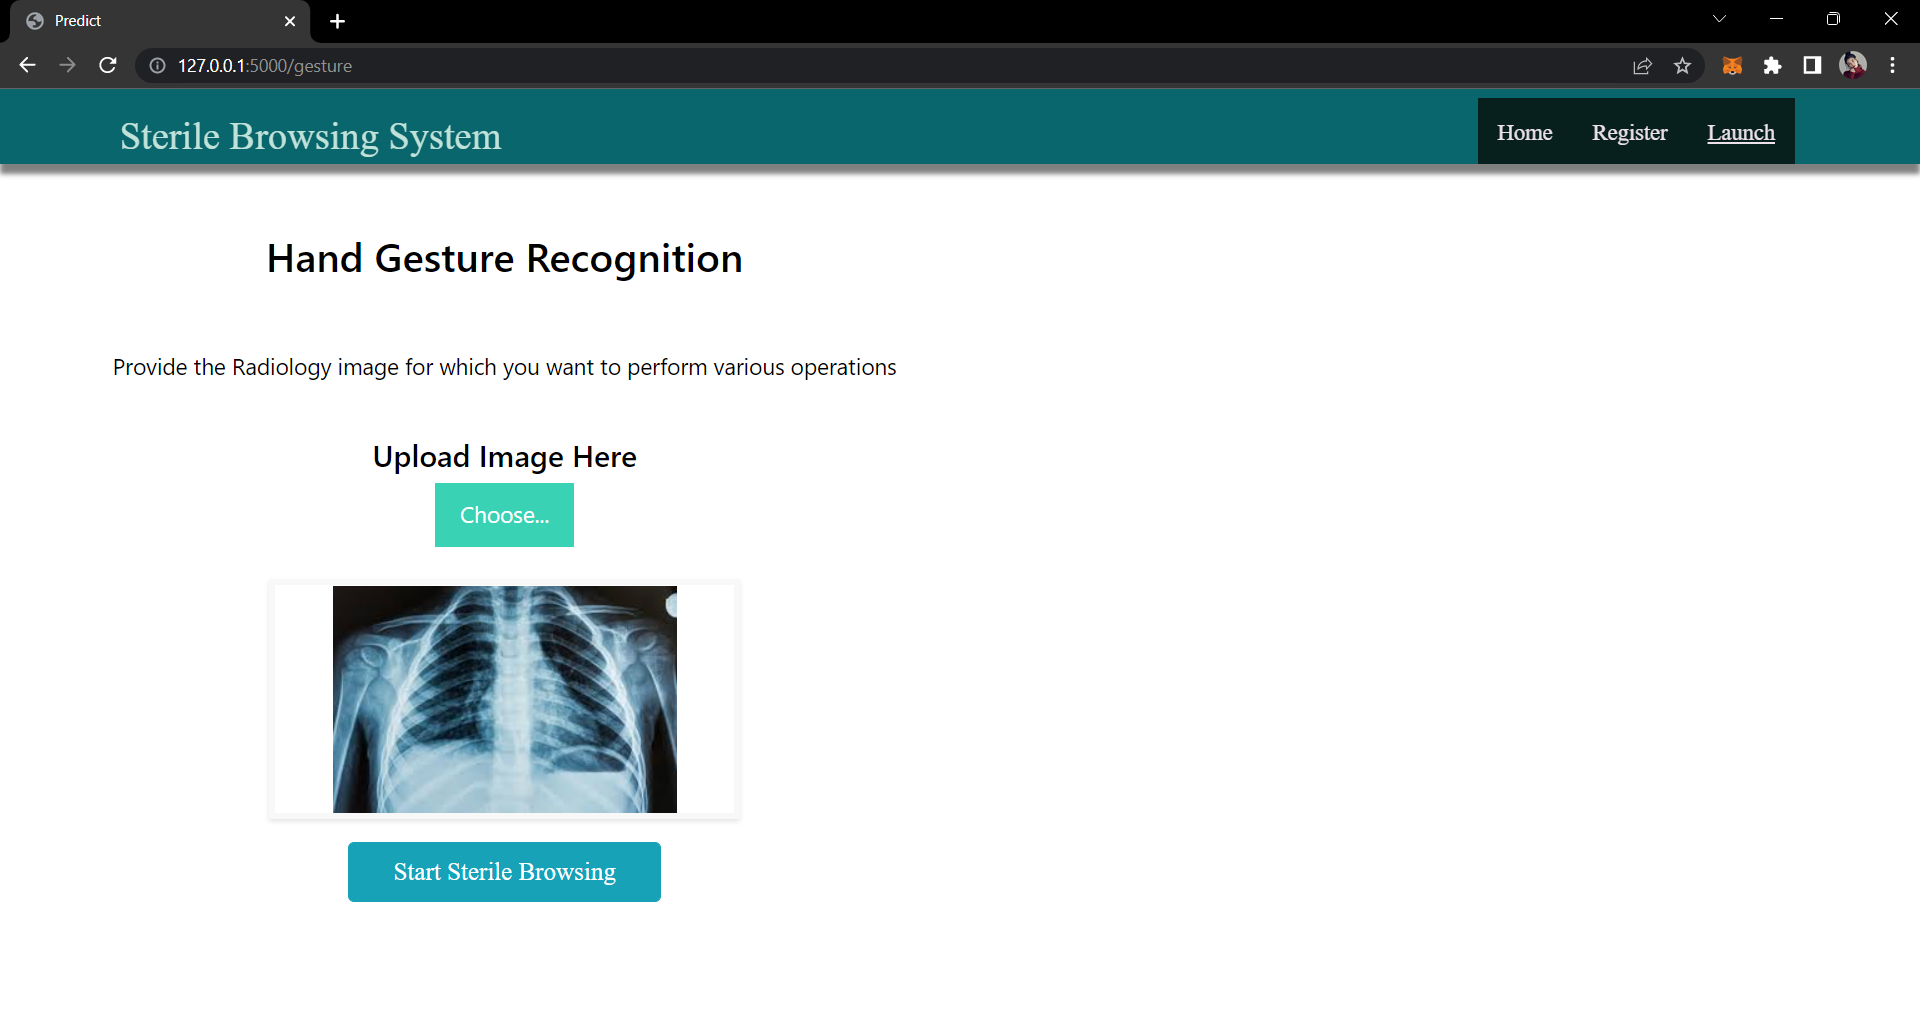 Predict
127.0.0.1:5000/gesture
Sterile Browsing System
Home Register Launch
Hand Gesture Recognition
Provide the Radiology image for which you want to perform various operations
Upload Image Here
Choose...
Start Sterile Browsing